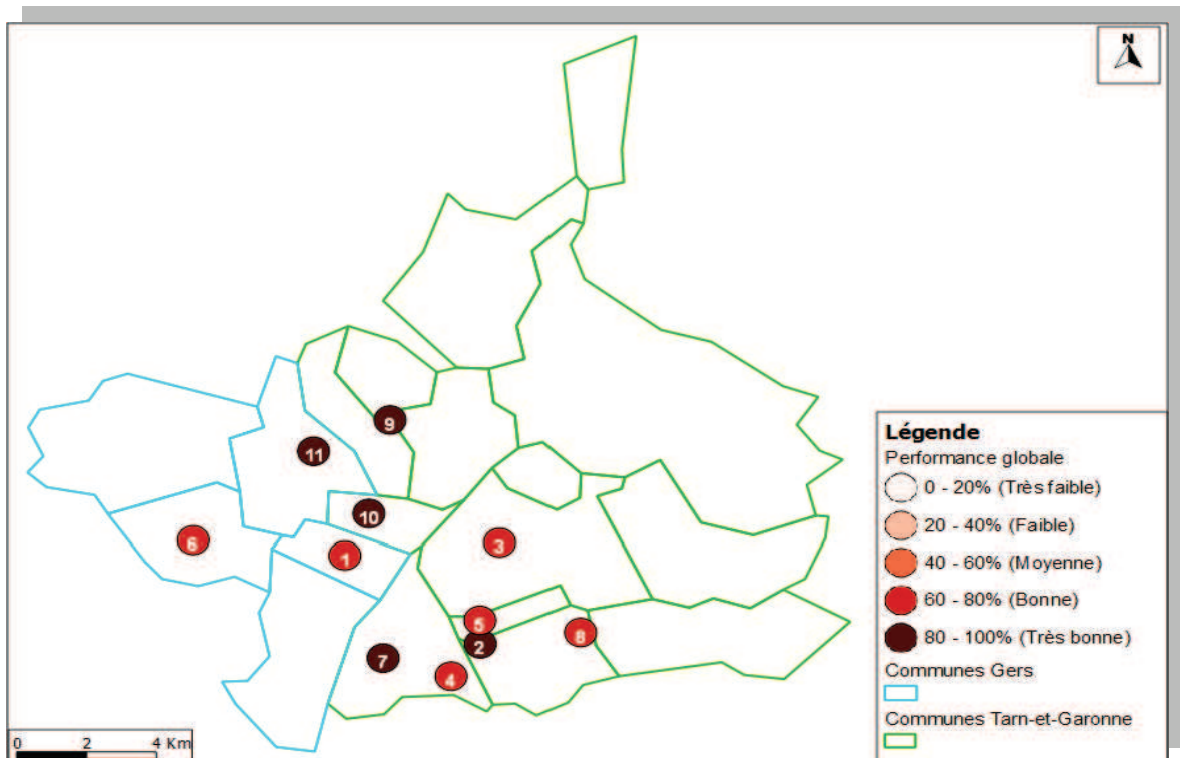 N
9
11
10
6
1
3
5
2
8
7
4
Légende
Performance globale
0 - 20% (Très faible)
20 - 40% (Faible)
40 - 60% (Moyenne)
60 - 80% (Bonne)
80 - 100% (Très bonne)
Communes Gers
Communes Tarn-et-Garonne
0 2 4 Km